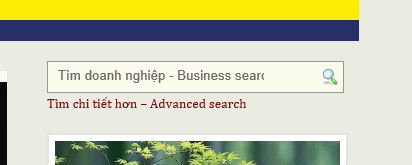 Tìm doanh nghiệp - Business searc
Tìm chi tiết hơn – Advanced search